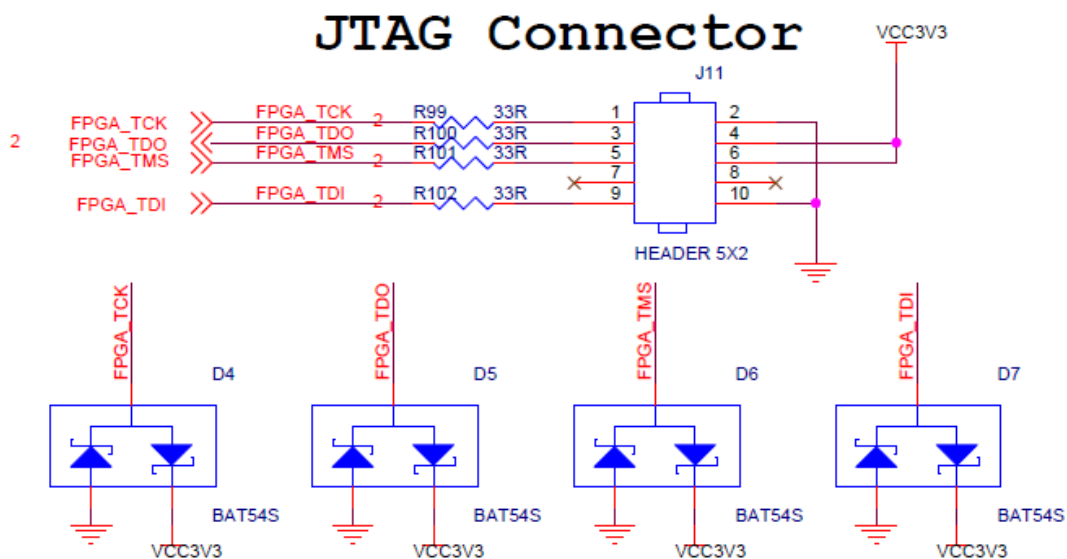 JTAG Connector
VCC3V3
J11
FPGA_TCK FPGA_TCK 2 R99 33R 1 2
2 FPGA_TDO FPGA_TDO R100 33R 3 4
FPGA_TMS FPGA_TMS 2 R101 33R 5 6
7 8
FPGA_TDI FPGA_TDI 2 R102 33R 9 10
HEADER 5X2
FPGA_TCK FPGA_TDO FPGA_TMS FPGA_TDI
D4 D5 D6 D7
BAT54S BAT54S BAT54S BAT54S
VCC3V3 VCC3V3 VCC3V3 VCC3V3